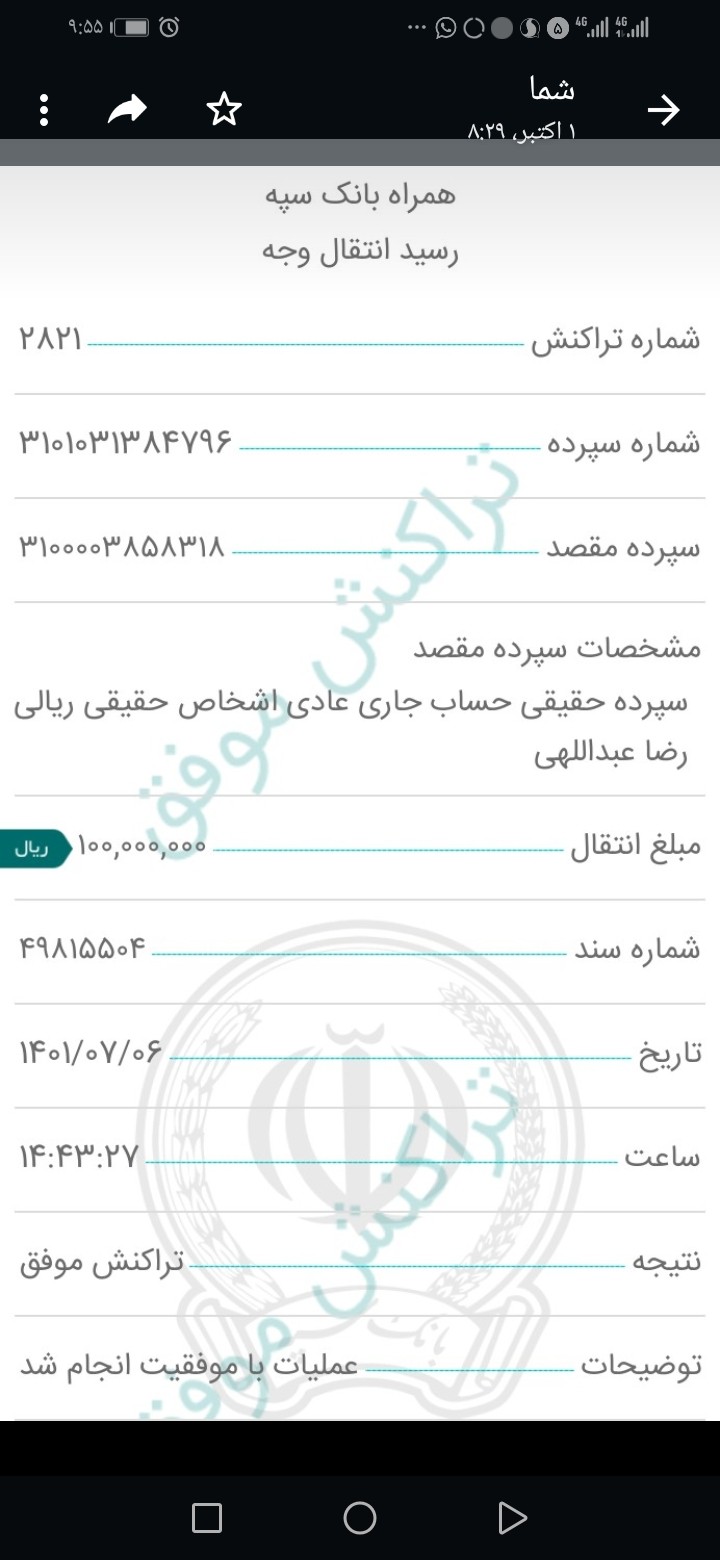 ۹:۵۵
4G 4G
شما
۱ اکتبر، ۸:۲۹
همراه بانک سپه
رسید انتقال وجه
شماره تراکنش ۲۸۲۱
شماره سپرده ۳۱۰۱۰۳۱۳۸۴۷۹۶
سپرده مقصد ۳۱۰۰۰۰۳۸۵۸۳۱۸
مشخصات سپرده مقصد
سپرده حقیقی حساب جاری عادی اشخاص حقیقی ریالی
رضا عبداللهی
مبلغ انتقال ۱۰۰,۰۰۰,۰۰۰ ریال
شماره سند ۴۹۸۱۵۵۰۴
تاریخ ۱۴۰۱/۰۷/۰۶
ساعت ۱۴:۴۳:۲۷
نتیجه تراکنش موفق
توضیحات عملیات با موفقیت انجام شد
تراکنش موفق
تراکنش موفق